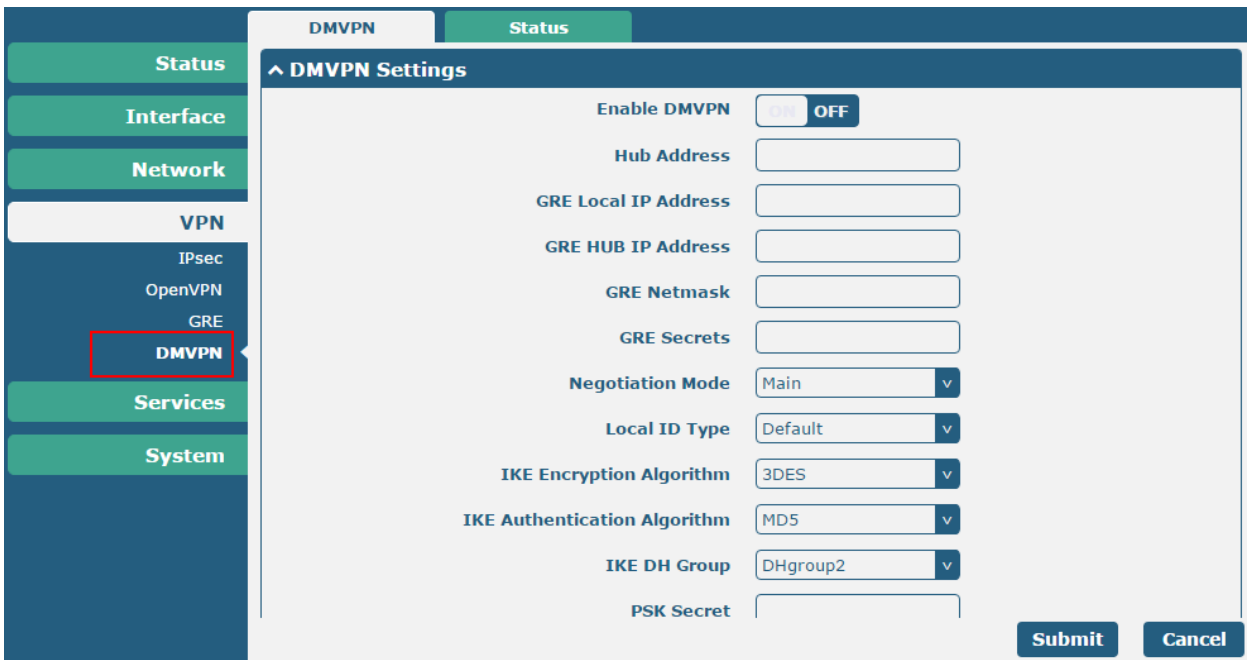 DMVPN
Status
Status
Interface
Network
VPN
IPsec
OpenVPN
GRE
DMVPN
Services
System
DMVPN Settings
Enable DMVPN ON OFF
Hub Address
GRE Local IP Address
GRE HUB IP Address
GRE Netmask
GRE Secrets
Negotiation Mode Main
Local ID Type Default
IKE Encryption Algorithm 3DES
IKE Authentication Algorithm MD5
IKE DH Group DHgroup2
PSK Secret
Submit Cancel